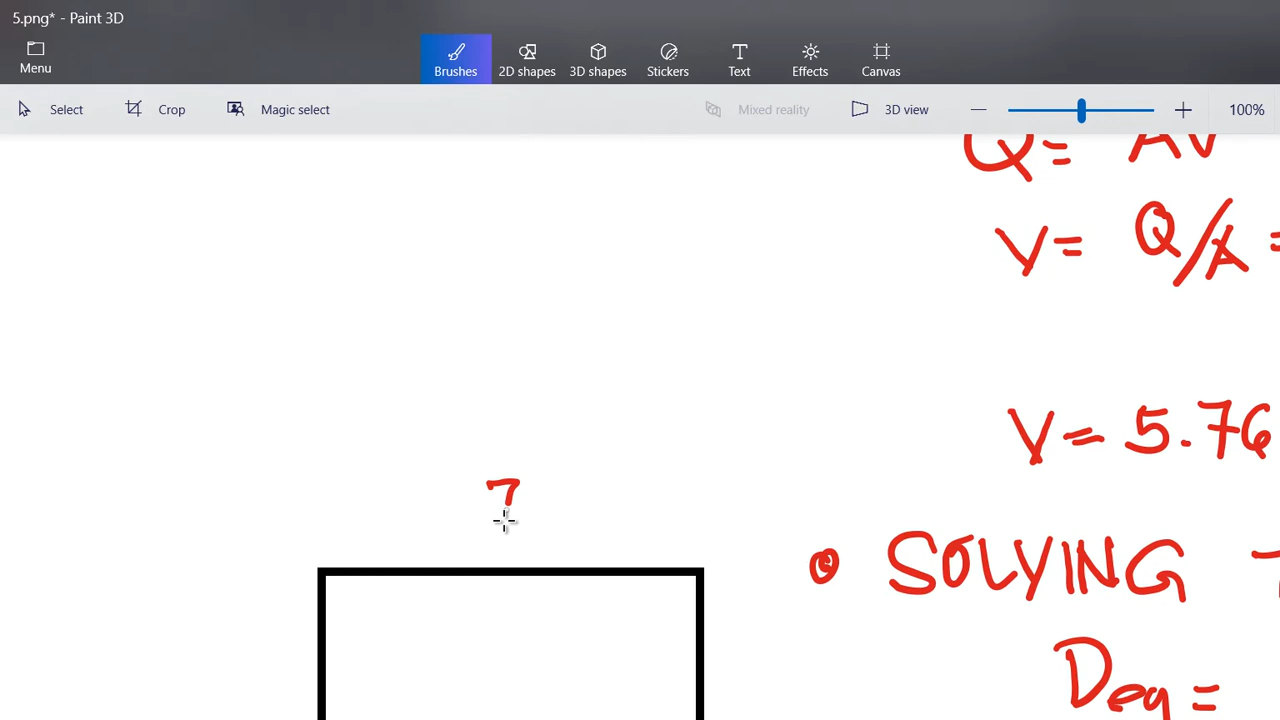 5.png* - Paint 3D
Menu
Brushes
2D shapes
3D shapes
Stickers
Text
Effects
Canvas
Select
Crop
Magic select
Mixed reality
3D view
100%
Q = AV
V = Q/A =
V = 5.76
7
SOLVING
Deq =